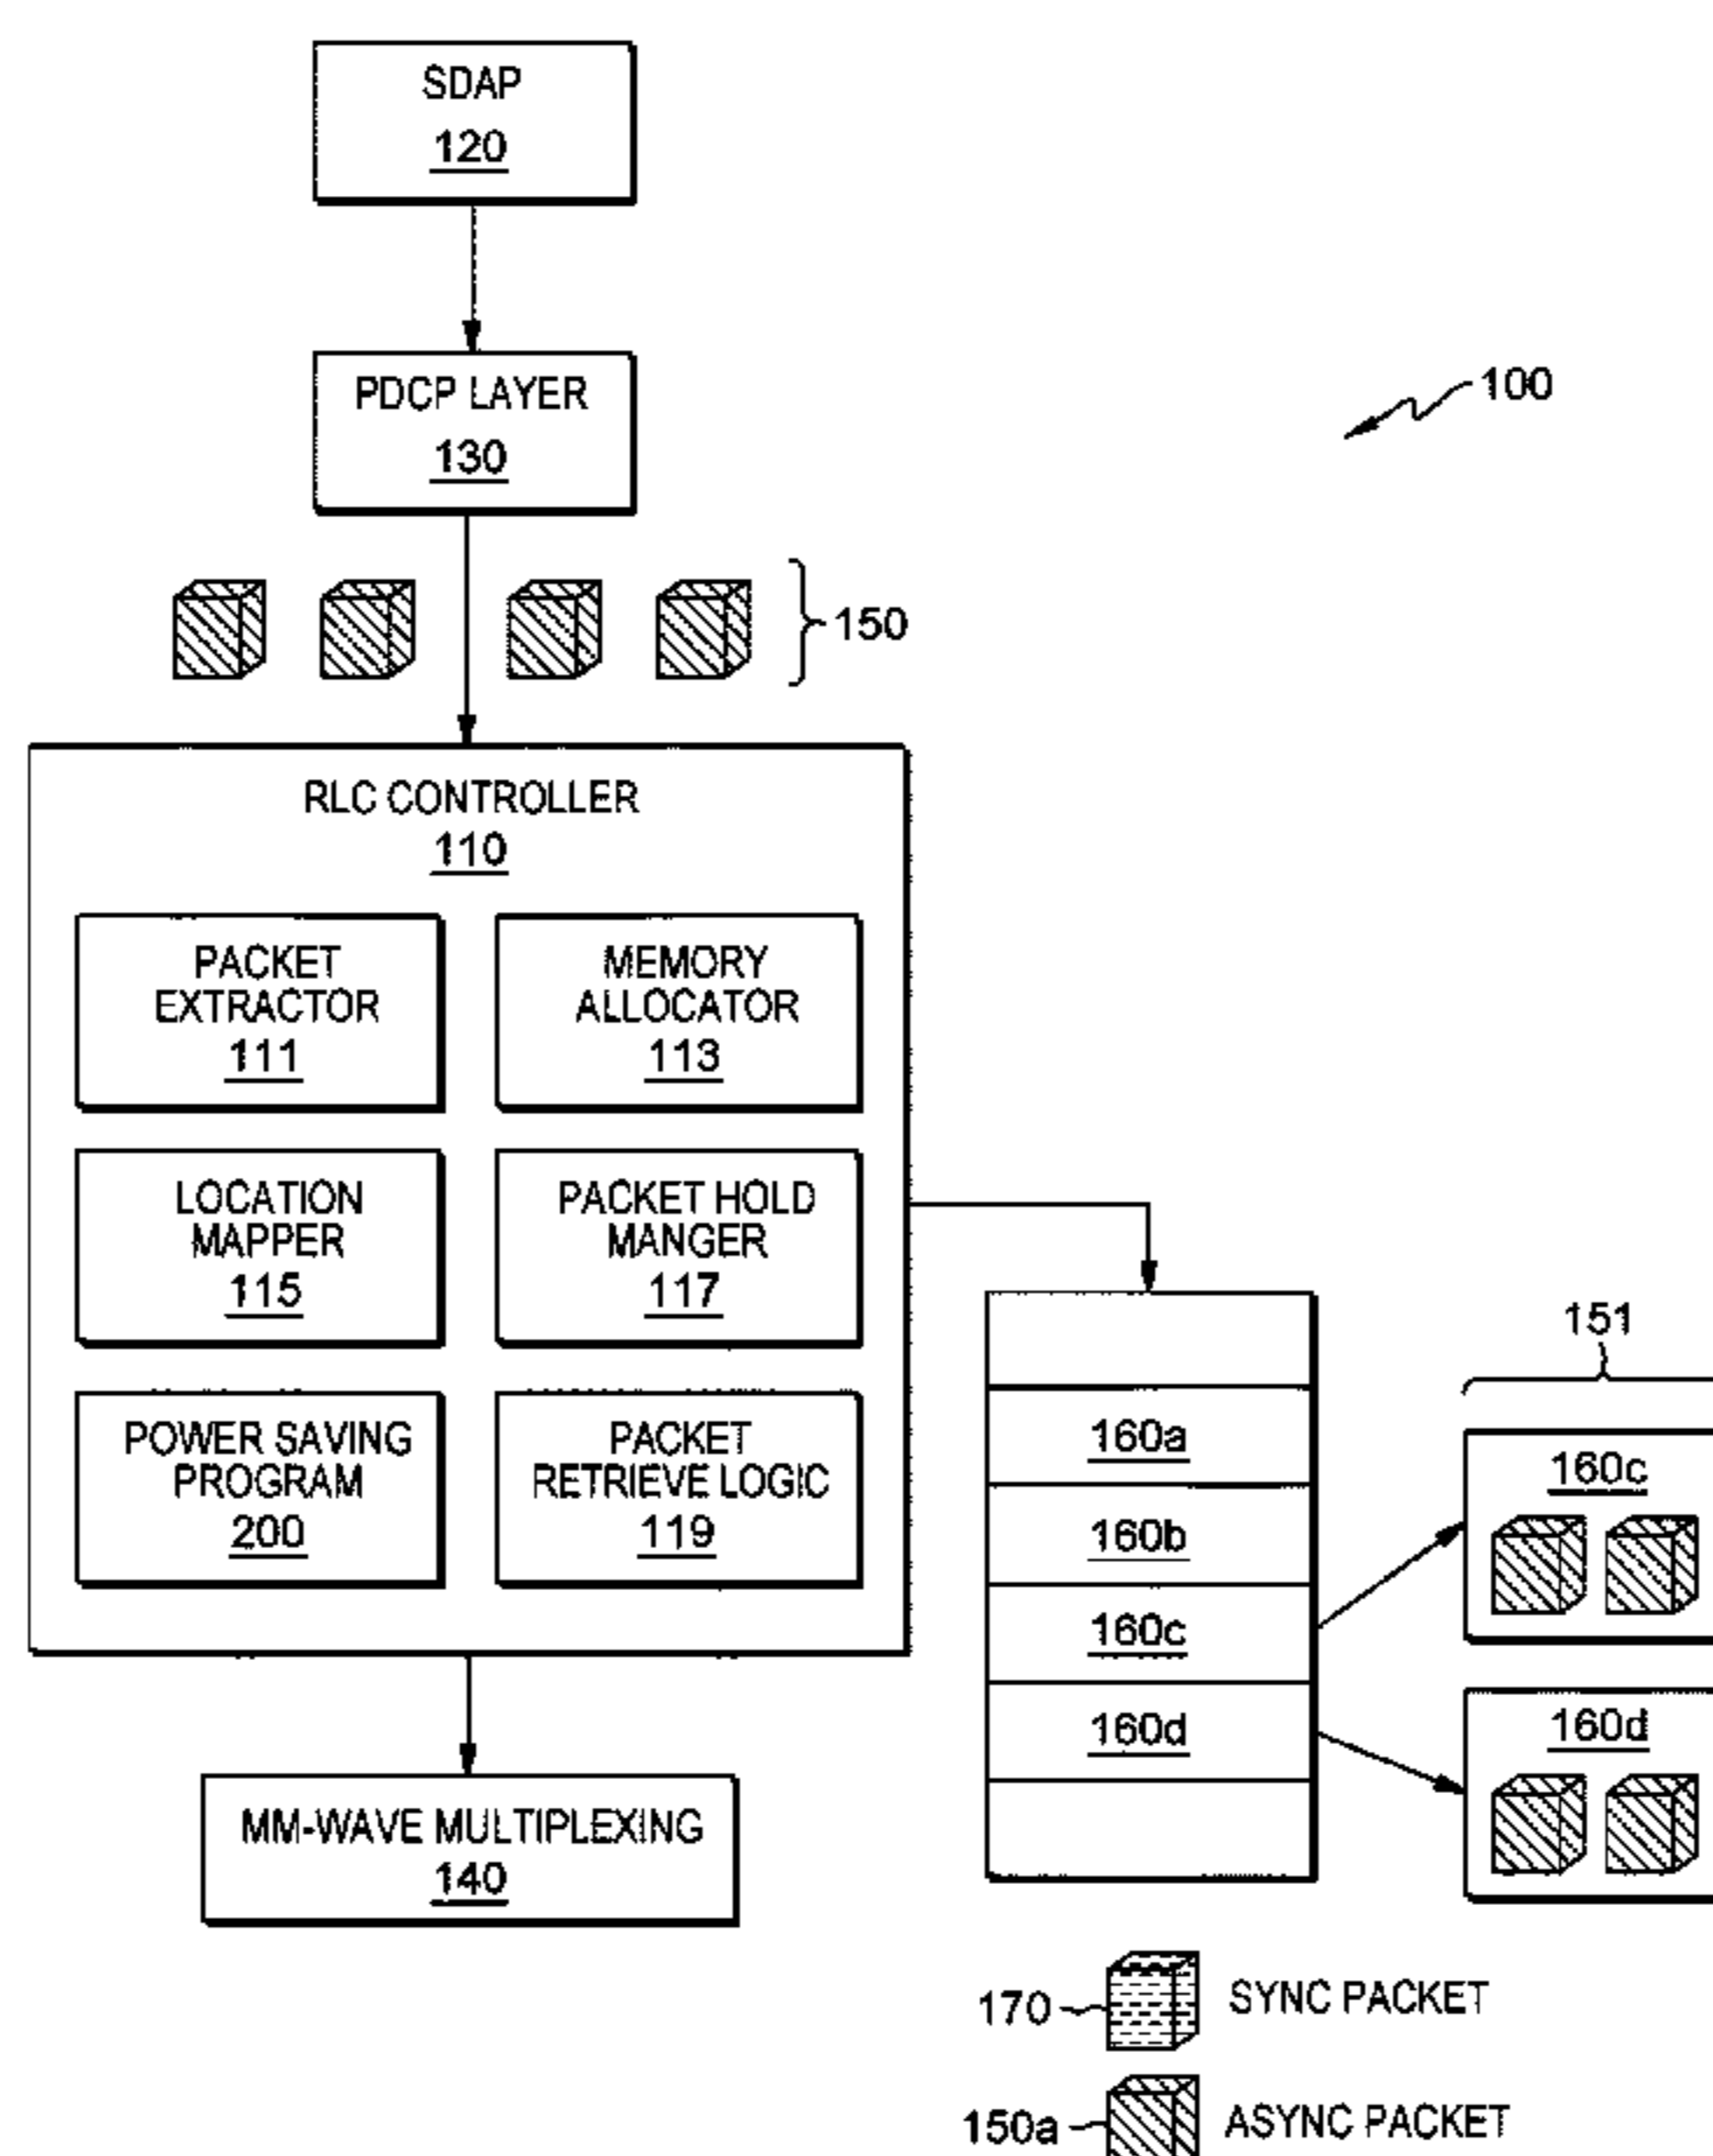 SDAP
120
PDCP LAYER
130
100
150
RLC CONTROLLER
110
PACKET
EXTRACTOR
111
MEMORY
ALLOCATOR
113
LOCATION
MAPPER
115
PACKET HOLD
MANGER
117
POWER SAVING
PROGRAM
200
PACKET
RETRIEVE LOGIC
119
MM-WAVE MULTIPLEXING
140
160a
160b
160c
160d
151
160c
160d
170
SYNC PACKET
150a
ASYNC PACKET